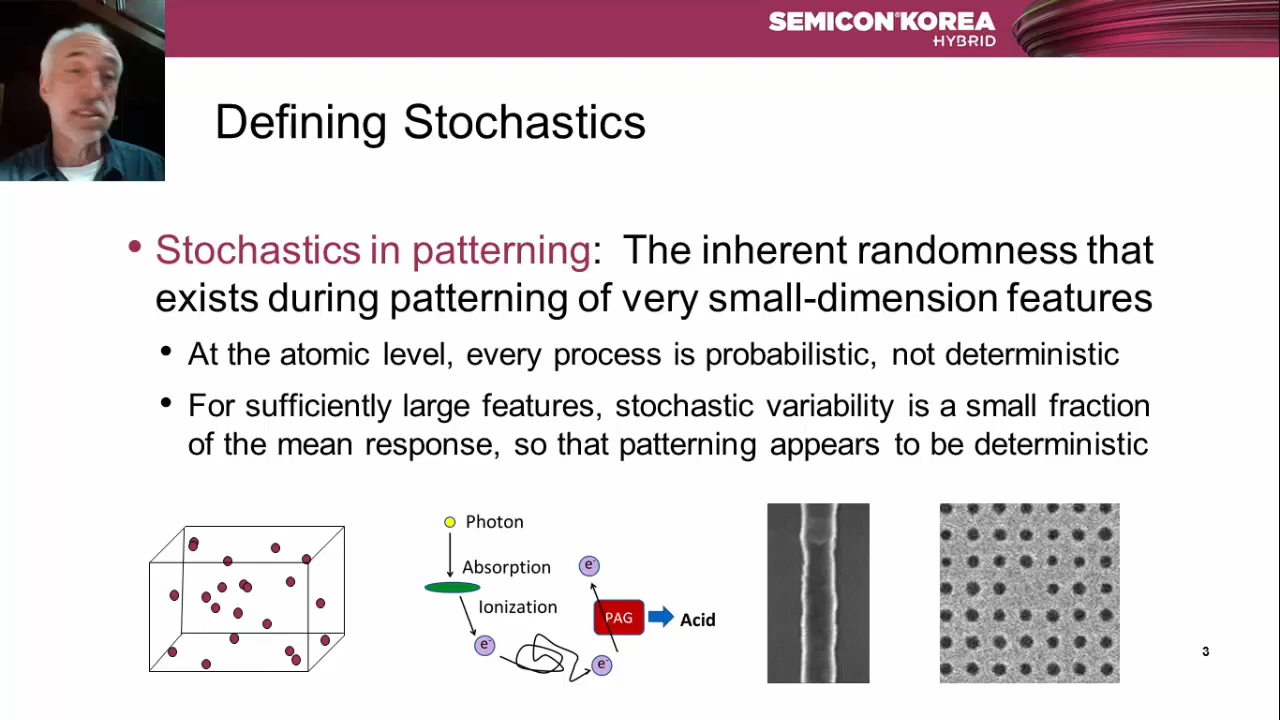 SEMICON®KOREA
HYBRID
Defining Stochastics
• Stochastics in patterning: The inherent randomness that
exists during patterning of very small-dimension features
• At the atomic level, every process is probabilistic, not deterministic
• For sufficiently large features, stochastic variability is a small fraction
of the mean response, so that patterning appears to be deterministic
Photon
Absorption
Ionization
e-
e-
e-
PAG
Acid
3